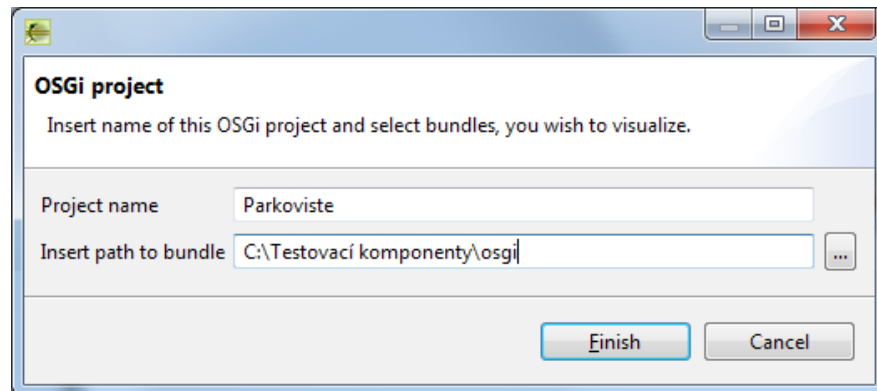 OSGi project
Insert name of this OSGi project and select bundles, you wish to visualize.
Project name Parkoviste
Insert path to bundle C:\Testovací komponenty\osgi ...
Finish Cancel